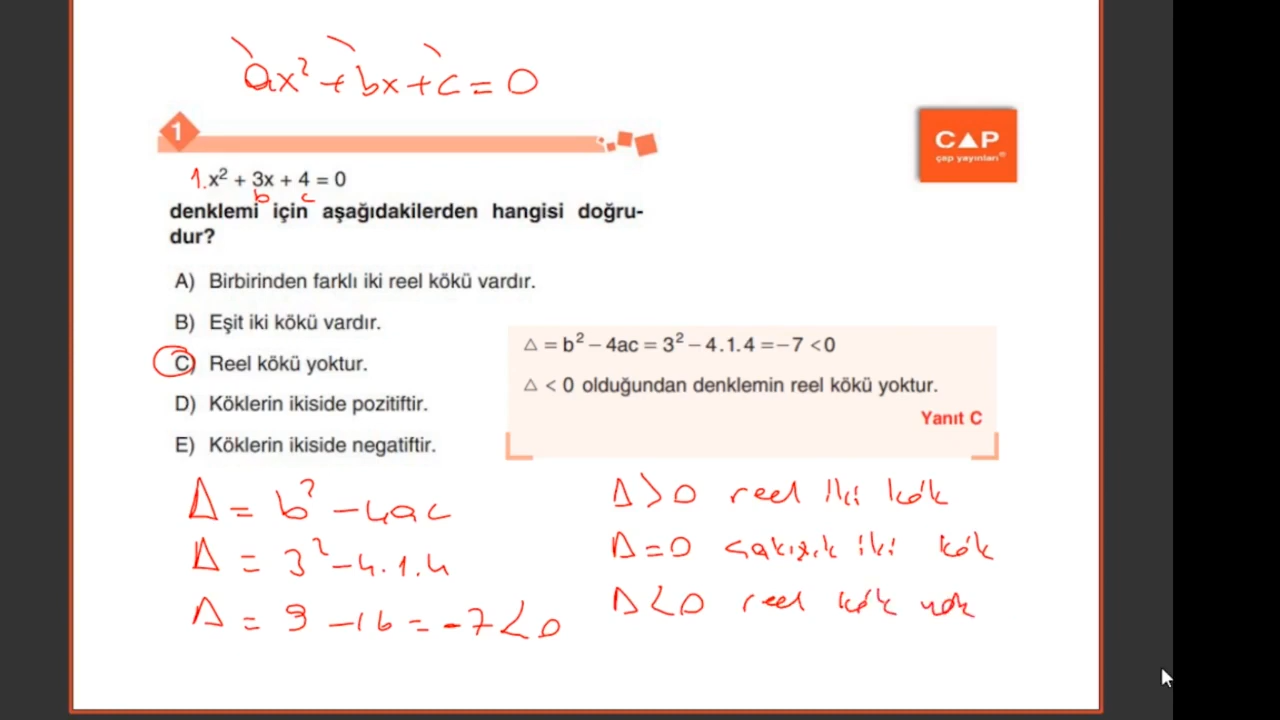 ax² + bx + c = 0
1
CAP
çap yayınları®
1.x² + 3x + 4 = 0
b c
denklemi için aşağıdakilerden hangisi doğru-
dur?
A) Birbirinden farklı iki reel kökü vardır.
B) Eşit iki kökü vardır.
C) Reel kökü yoktur.
D) Köklerin ikiside pozitiftir.
E) Köklerin ikiside negatiftir.
△ = b² – 4ac = 3² – 4.1.4 = –7 < 0
△ < 0 olduğundan denklemin reel kökü yoktur.
Yanıt C
Δ = b² – 4ac
Δ = 3² – 4.1.4
Δ = 9 – 16 = –7 < 0
Δ > 0 reel iki kök
Δ = 0 çakışık iki kök
Δ < 0 reel kök yok